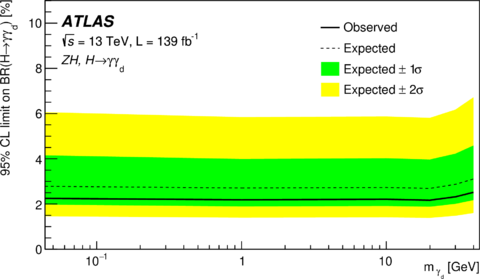 95% CL limit on BR(H→γγ_d) [%]
10
8
6
4
2
0
ATLAS
√s = 13 TeV, L = 139 fb⁻¹
ZH, H→γγ_d
Observed
Expected
Expected ± 1σ
Expected ± 2σ
10⁻¹ 1 10
m_γ_d [GeV]